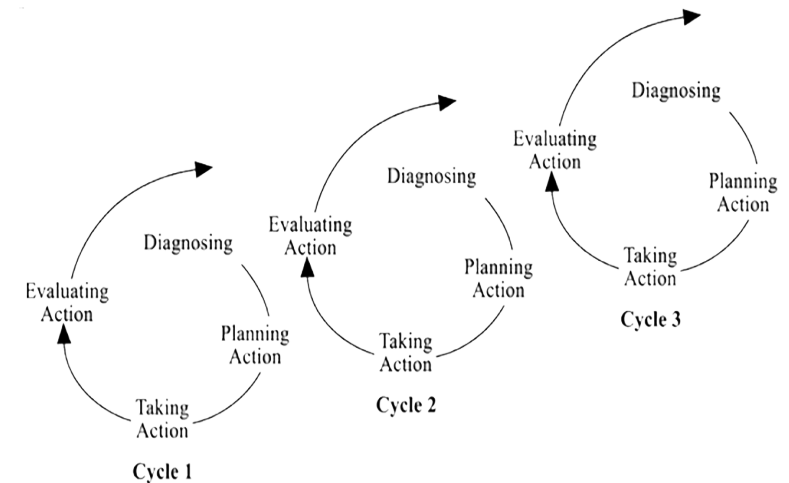 Diagnosing
Planning
Action
Taking
Action
Evaluating
Action
Cycle 1
Diagnosing
Planning
Action
Taking
Action
Evaluating
Action
Cycle 2
Diagnosing
Planning
Action
Taking
Action
Evaluating
Action
Cycle 3